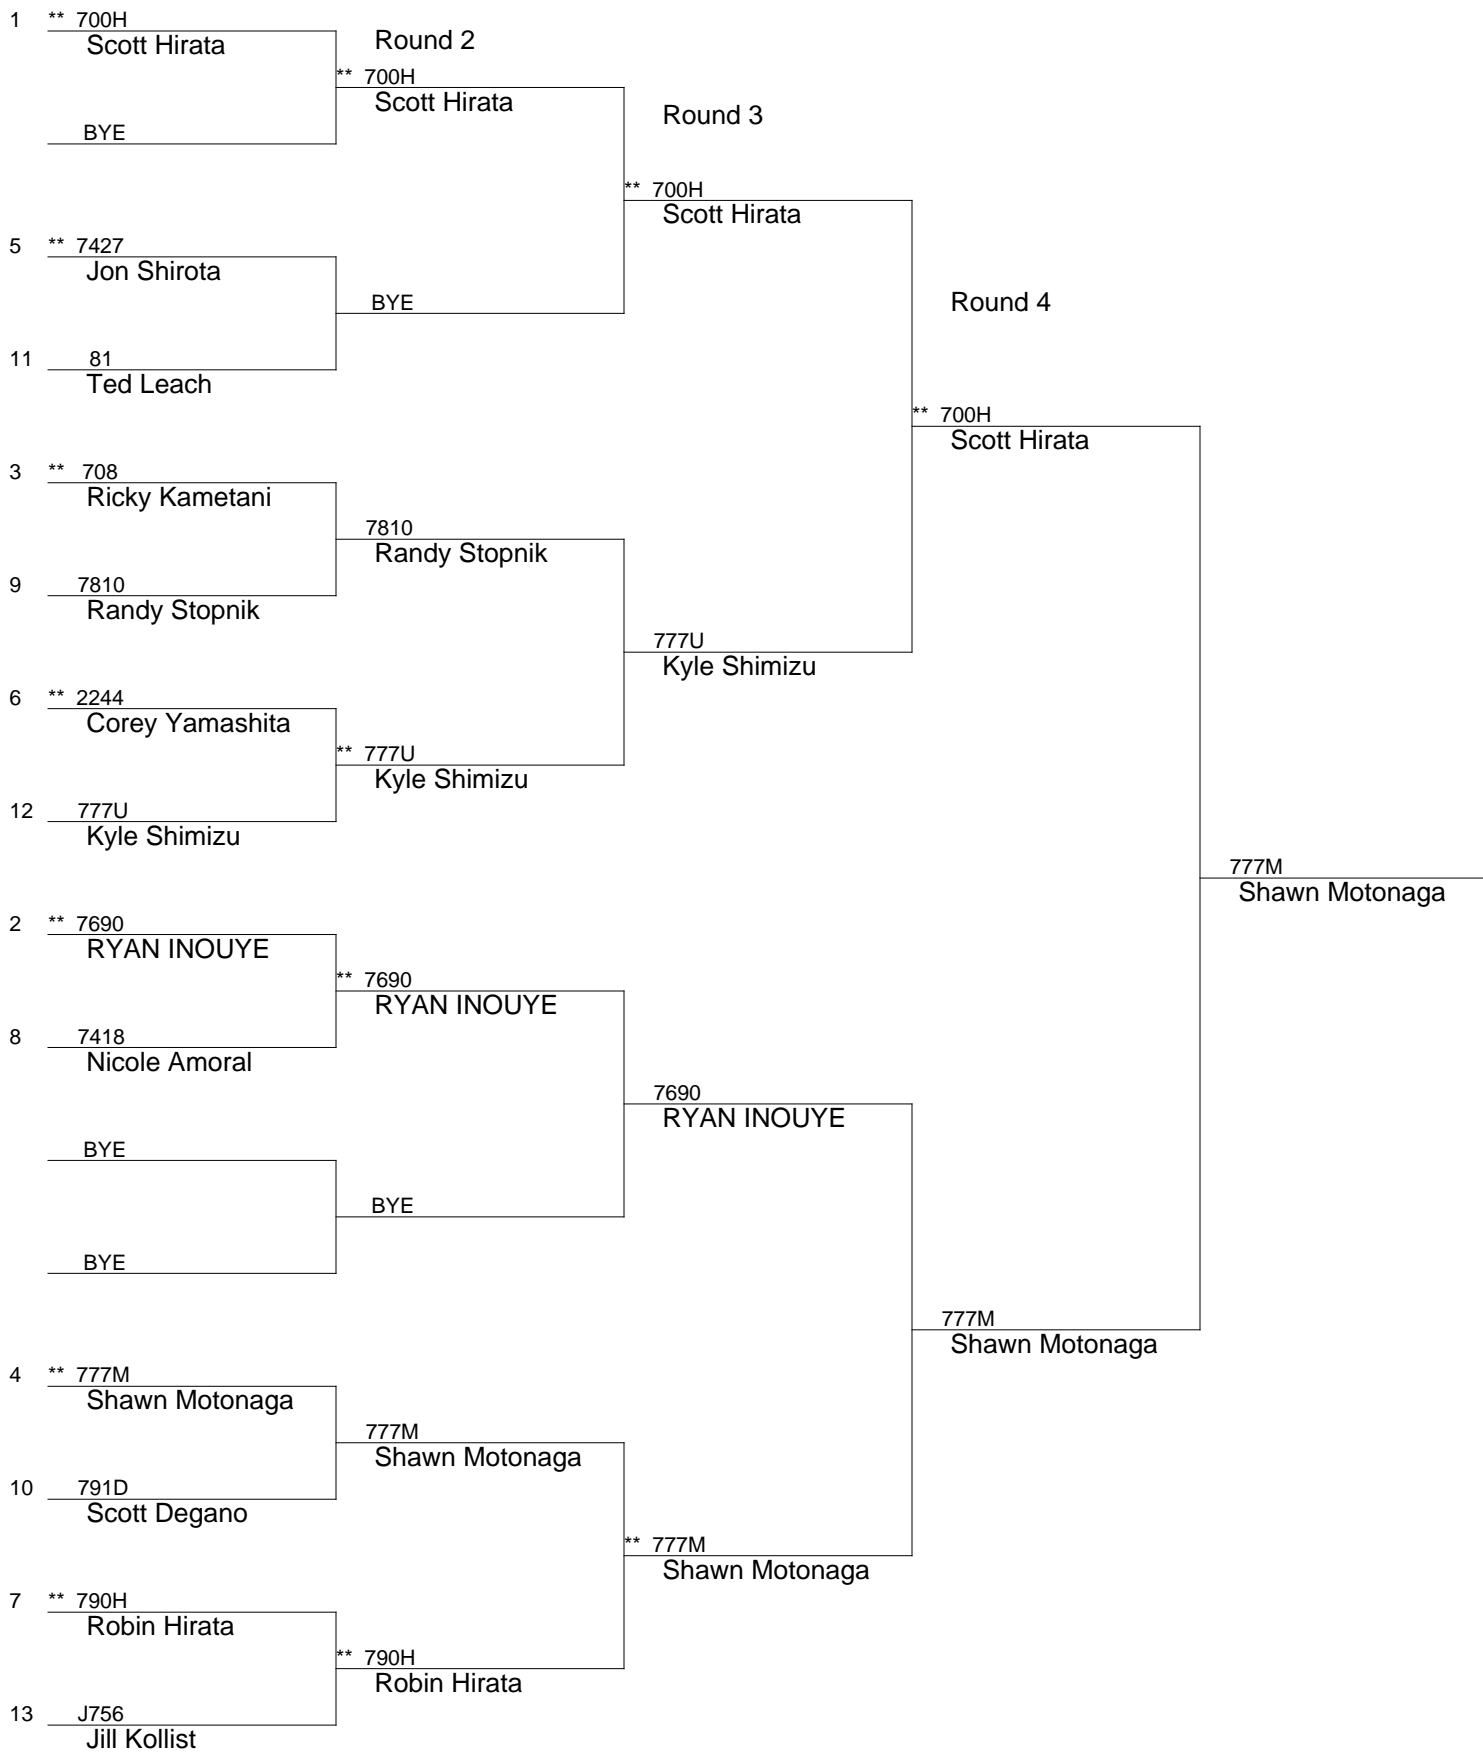 1 ** 700H
Scott Hirata
BYE
5 ** 7427
Jon Shirota
11 81
Ted Leach
3 ** 708
Ricky Kametani
9 7810
Randy Stopnik
6 ** 2244
Corey Yamashita
12 777U
Kyle Shimizu
2 ** 7690
RYAN INOUYE
8 7418
Nicole Amoral
BYE
BYE
4 ** 777M
Shawn Motonaga
10 791D
Scott Degano
7 ** 790H
Robin Hirata
13 J756
Jill Kollist
Round 2
** 700H
Scott Hirata
BYE
7810
Randy Stopnik
** 777U
Kyle Shimizu
** 7690
RYAN INOUYE
BYE
777M
Shawn Motonaga
** 790H
Robin Hirata
Round 3
** 700H
Scott Hirata
777U
Kyle Shimizu
7690
RYAN INOUYE
** 777M
Shawn Motonaga
Round 4
** 700H
Scott Hirata
777M
Shawn Motonaga
777M
Shawn Motonaga